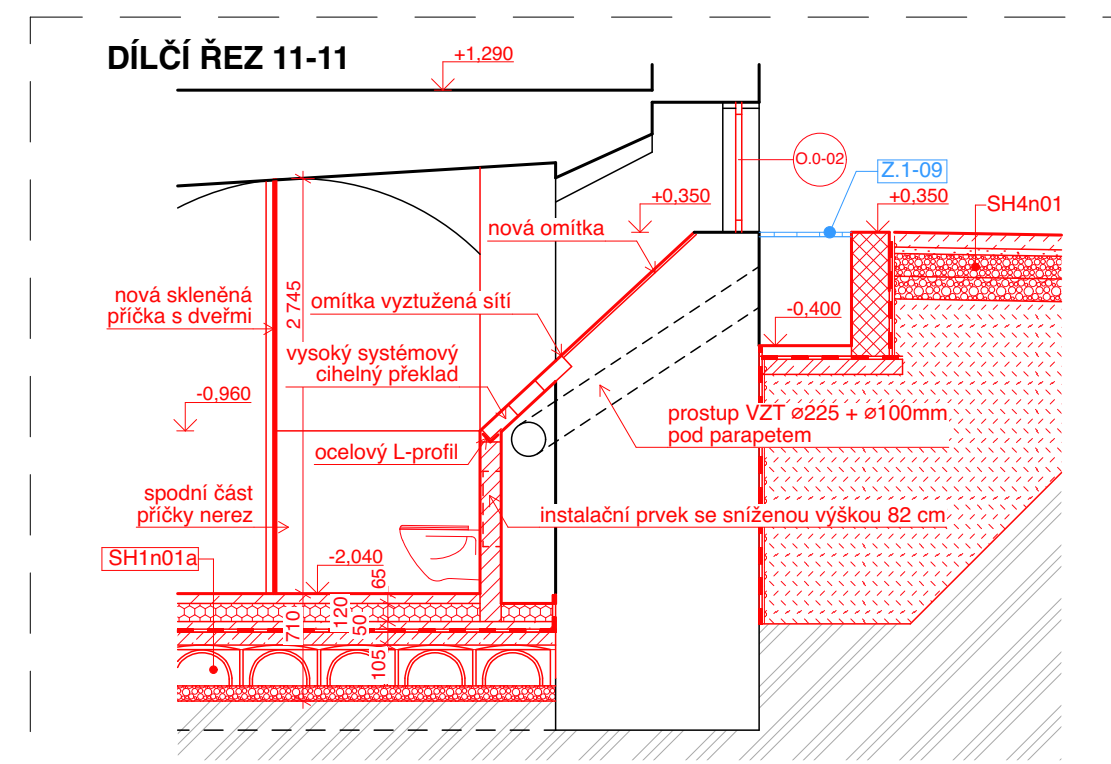 DÍLČÍ ŘEZ 11-11
+1,290
O.0-02
Z.1-09
+0,350
+0,350
SH4n01
nová omítka
nová skleněná
příčka s dveřmi
2 745
omítka vyztužená sítí
-0,400
vysoký systémový
cihelný překlad
-0,960
prostup VZT ⌀225 + ⌀100mm
pod parapetem
ocelový L-profil
spodní část
příčky nerez
instalační prvek se sníženou výškou 82 cm
SH1n01a
-2,040
65
120
50
710
105